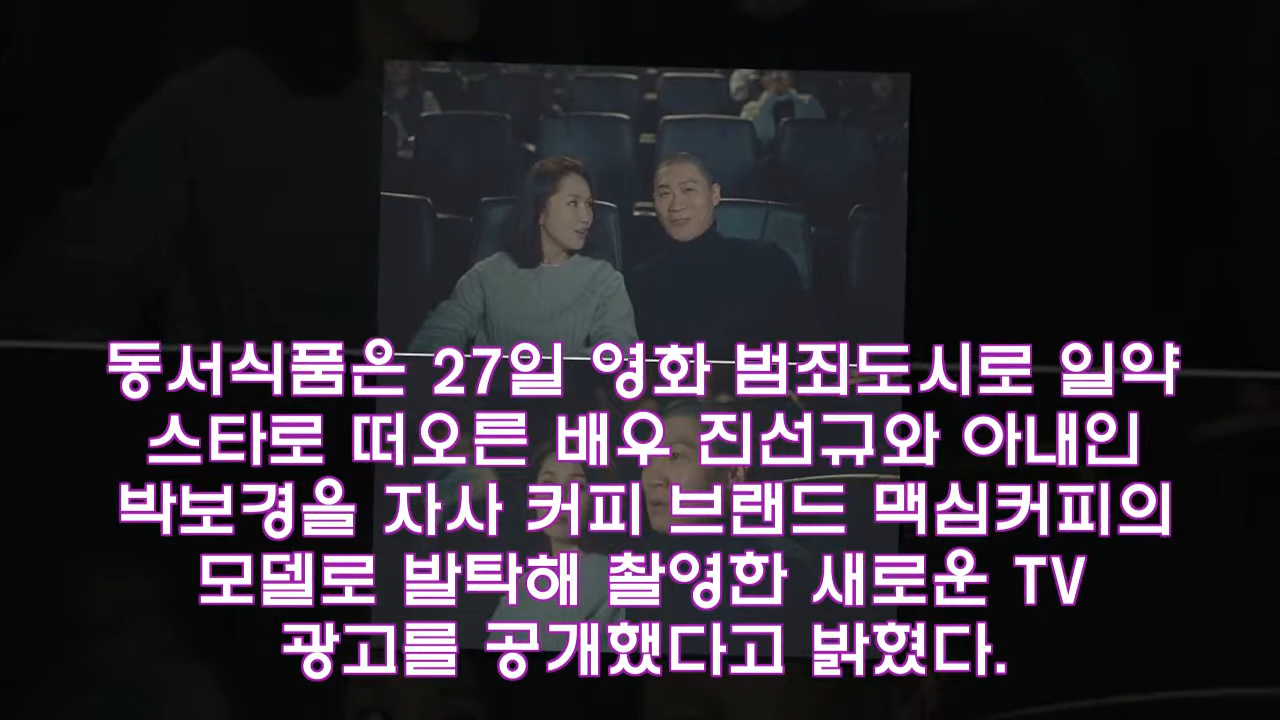 동서식품은 27일 영화 범죄도시로 일약
스타로 떠오른 배우 진선규와 아내인
박보경을 자사 커피 브랜드 맥심커피의
모델로 발탁해 촬영한 새로운 TV
광고를 공개했다고 밝혔다.